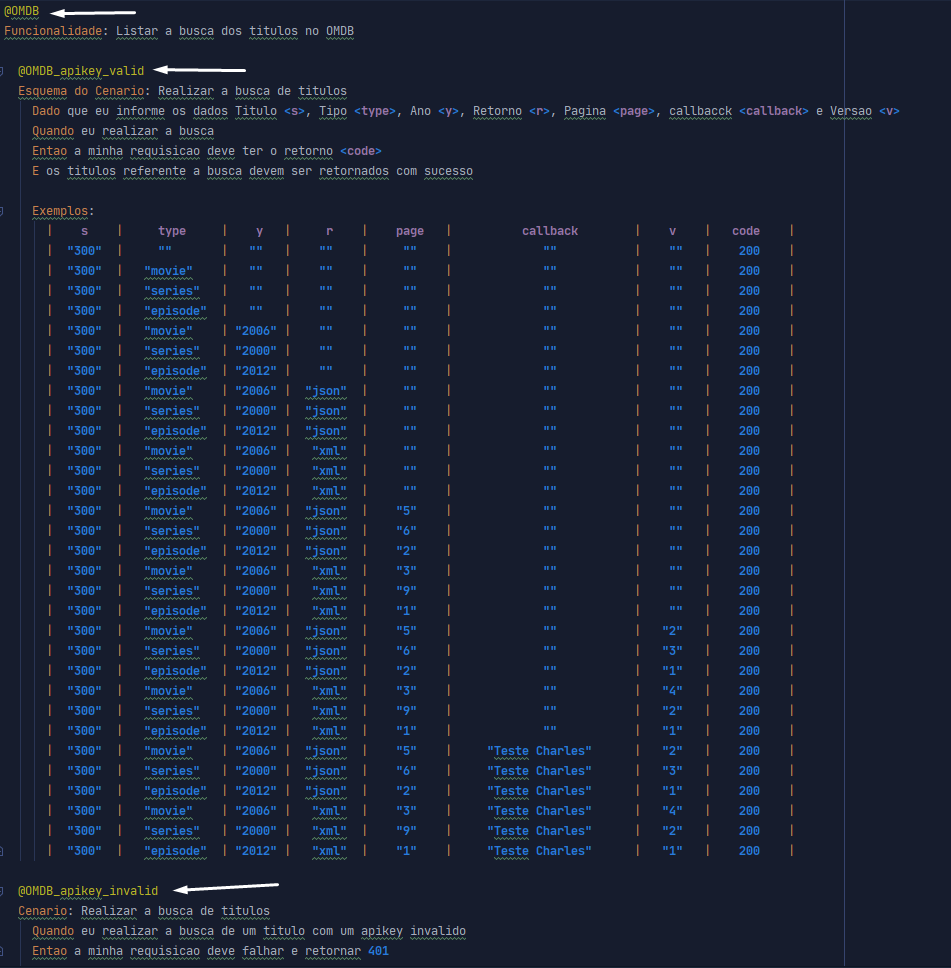 @OMDB
Funcionalidade: Listar a busca dos titulos no OMDB
@OMDB_apikey_valid
Esquema do Cenario: Realizar a busca de titulos
Dado que eu informe os dados Titulo <s>, Tipo <type>, Ano <y>, Retorno <r>, Pagina <page>, callbacck <callback> e Versao <v>
Quando eu realizar a busca
Entao a minha requisicao deve ter o retorno <code>
E os titulos referente a busca devem ser retornados com sucesso
Exemplos:
| s | type | y | r | page | callback | v | code |
| "300" | "" | "" | "" | "" | "" | "" | 200 |
| "300" | "movie" | "" | "" | "" | "" | "" | 200 |
| "300" | "series" | "" | "" | "" | "" | "" | 200 |
| "300" | "episode" | "" | "" | "" | "" | "" | 200 |
| "300" | "movie" | "2006" | "" | "" | "" | "" | 200 |
| "300" | "series" | "2000" | "" | "" | "" | "" | 200 |
| "300" | "episode" | "2012" | "" | "" | "" | "" | 200 |
| "300" | "movie" | "2006" | "json" | "" | "" | "" | 200 |
| "300" | "series" | "2000" | "json" | "" | "" | "" | 200 |
| "300" | "episode" | "2012" | "json" | "" | "" | "" | 200 |
| "300" | "movie" | "2006" | "xml" | "" | "" | "" | 200 |
| "300" | "series" | "2000" | "xml" | "" | "" | "" | 200 |
| "300" | "episode" | "2012" | "xml" | "" | "" | "" | 200 |
| "300" | "movie" | "2006" | "json" | "5" | "" | "" | 200 |
| "300" | "series" | "2000" | "json" | "6" | "" | "" | 200 |
| "300" | "episode" | "2012" | "json" | "2" | "" | "" | 200 |
| "300" | "movie" | "2006" | "xml" | "3" | "" | "" | 200 |
| "300" | "series" | "2000" | "xml" | "9" | "" | "" | 200 |
| "300" | "episode" | "2012" | "xml" | "1" | "" | "" | 200 |
| "300" | "movie" | "2006" | "json" | "5" | "" | "2" | 200 |
| "300" | "series" | "2000" | "json" | "6" | "" | "3" | 200 |
| "300" | "episode" | "2012" | "json" | "2" | "" | "1" | 200 |
| "300" | "movie" | "2006" | "xml" | "3" | "" | "4" | 200 |
| "300" | "series" | "2000" | "xml" | "9" | "" | "2" | 200 |
| "300" | "episode" | "2012" | "xml" | "1" | "" | "1" | 200 |
| "300" | "movie" | "2006" | "json" | "5" | "Teste Charles" | "2" | 200 |
| "300" | "series" | "2000" | "json" | "6" | "Teste Charles" | "3" | 200 |
| "300" | "episode" | "2012" | "json" | "2" | "Teste Charles" | "1" | 200 |
| "300" | "movie" | "2006" | "xml" | "3" | "Teste Charles" | "4" | 200 |
| "300" | "series" | "2000" | "xml" | "9" | "Teste Charles" | "2" | 200 |
| "300" | "episode" | "2012" | "xml" | "1" | "Teste Charles" | "1" | 200 |
@OMDB_apikey_invalid
Cenario: Realizar a busca de titulos
Quando eu realizar a busca de um titulo com um apikey invalido
Entao a minha requisicao deve falhar e retornar 401